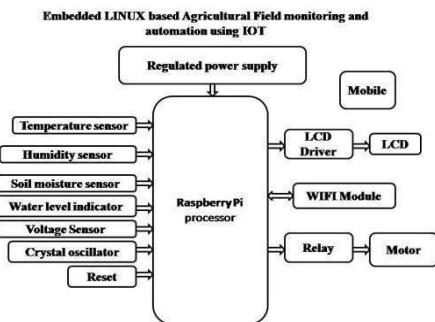 Embedded LINUX based Agricultural Field monitoring and
automation using IOT
Regulated power supply
Mobile
Temperature sensor
Humidity sensor
Soil moisture sensor
Water level indicator
Voltage Sensor
Crystal oscillator
Reset
Raspberry Pi
processor
LCD
Driver
LCD
WIFI Module
Relay
Motor